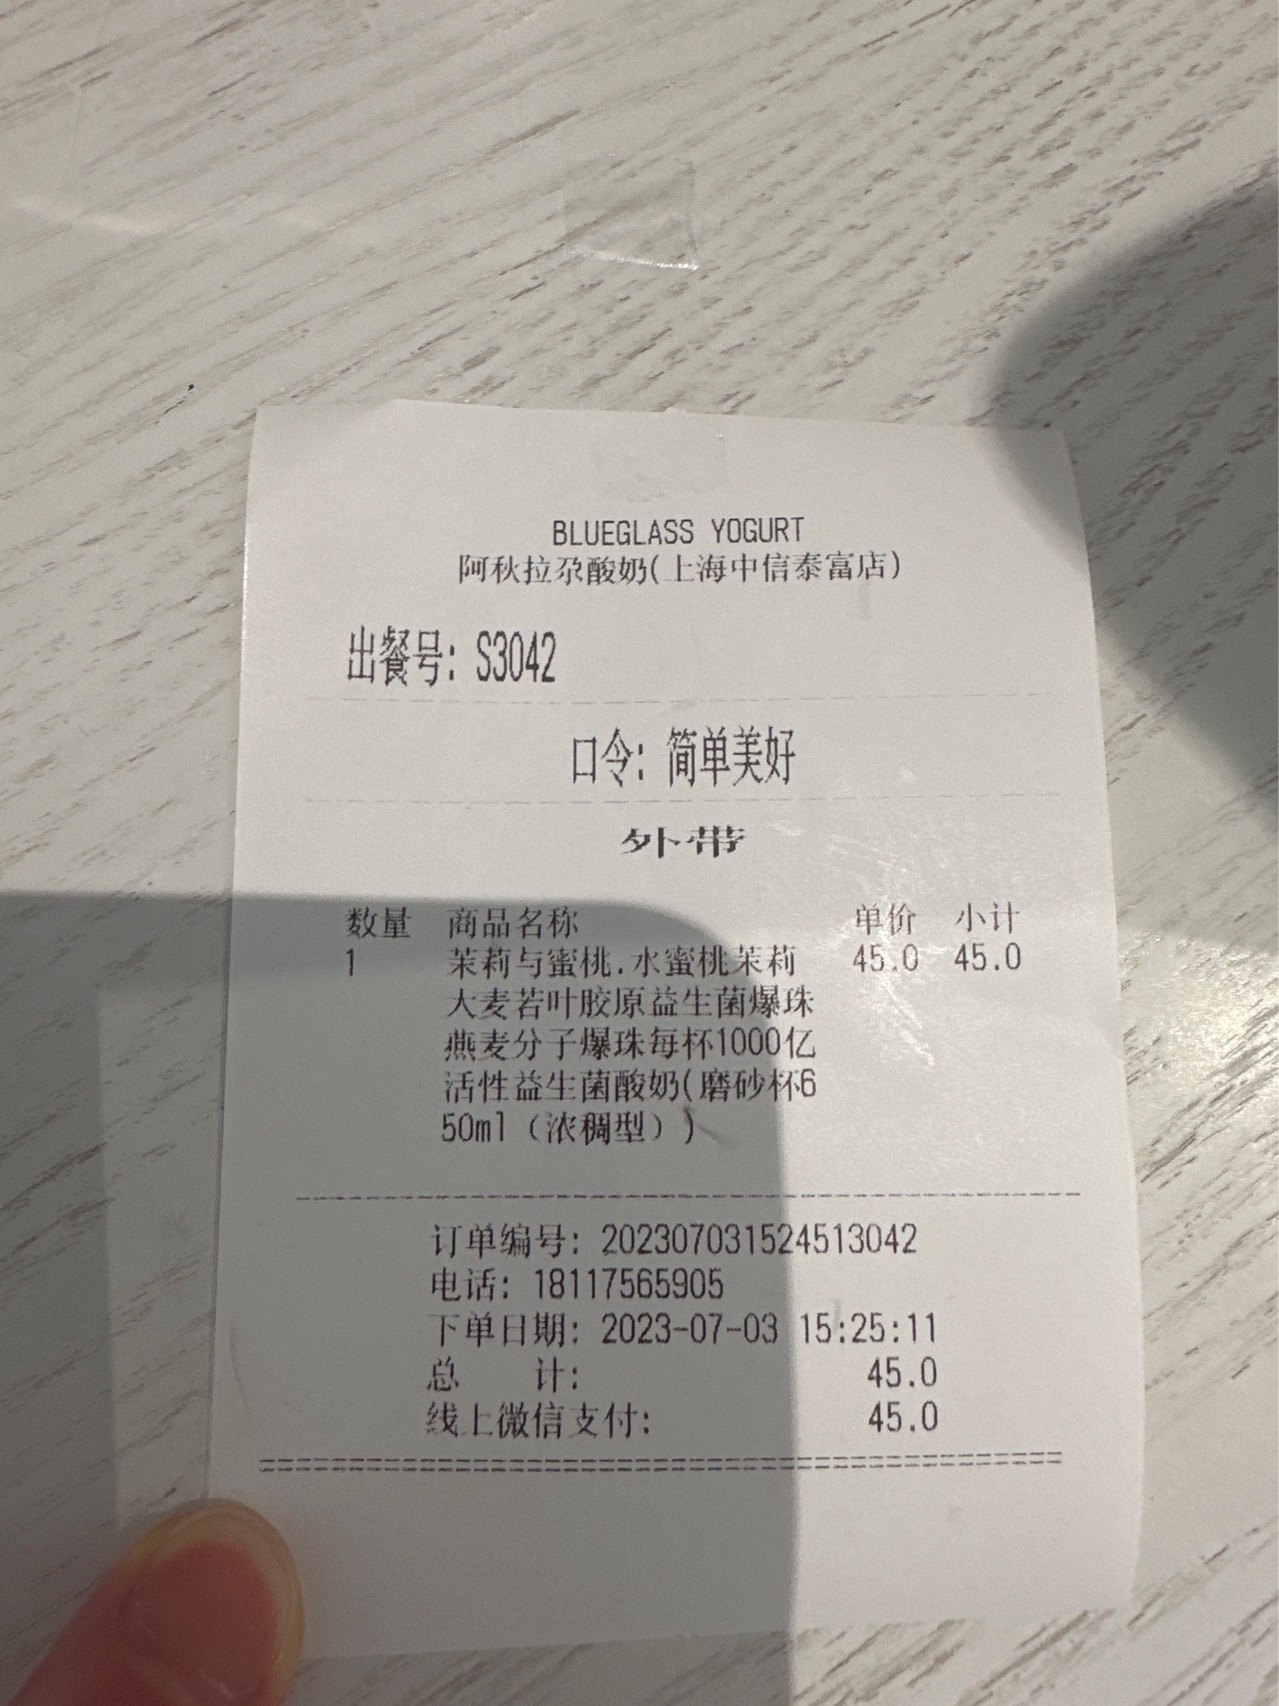 BLUEGLASS YOGURT
阿秋拉尕酸奶(上海中信泰富店)
出餐号: S3042
口令: 简单美好
外带
数量 商品名称 单价 小计
1 茉莉与蜜桃.水蜜桃茉莉 45.0 45.0
大麦若叶胶原益生菌爆珠
燕麦分子爆珠每杯1000亿
活性益生菌酸奶(磨砂杯6
50ml（浓稠型）)
订单编号: 202307031524513042
电话: 18117565905
下单日期: 2023-07-03 15:25:11
总 计: 45.0
线上微信支付: 45.0